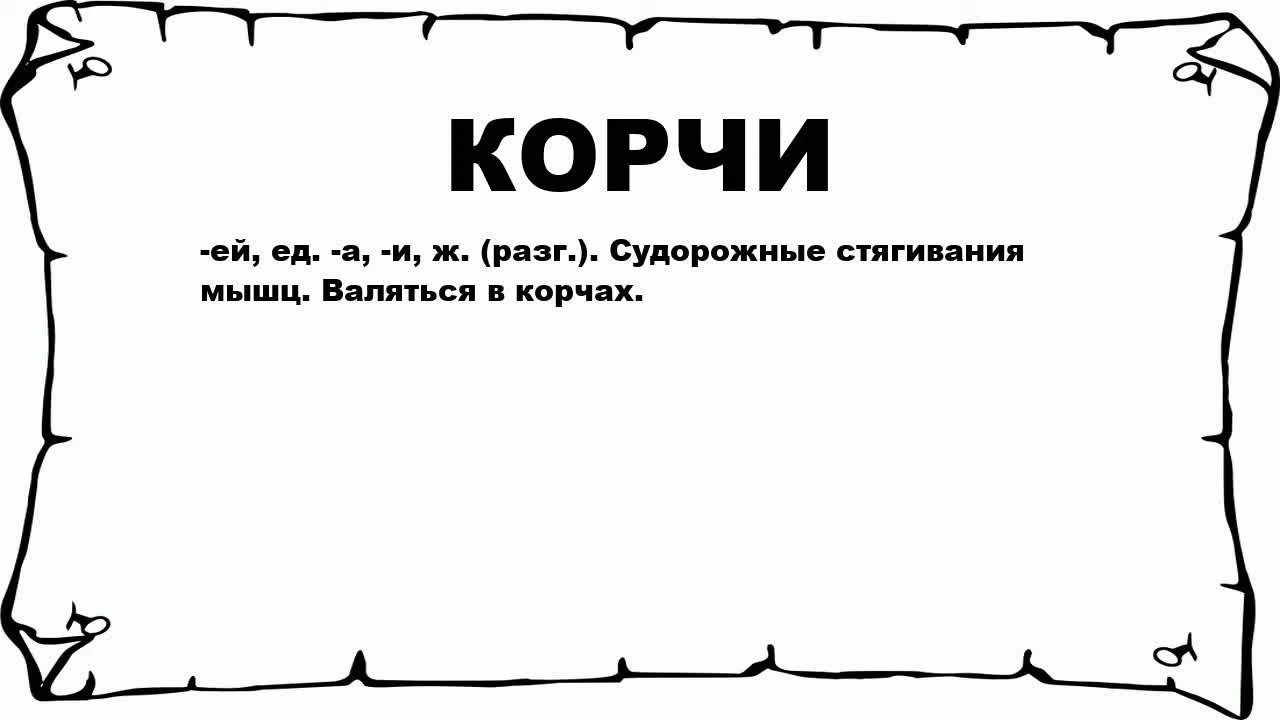 КОРЧИ
-ей, ед. -а, -и, ж. (разг.). Судорожные стягивания
мышц. Валяться в корчах.